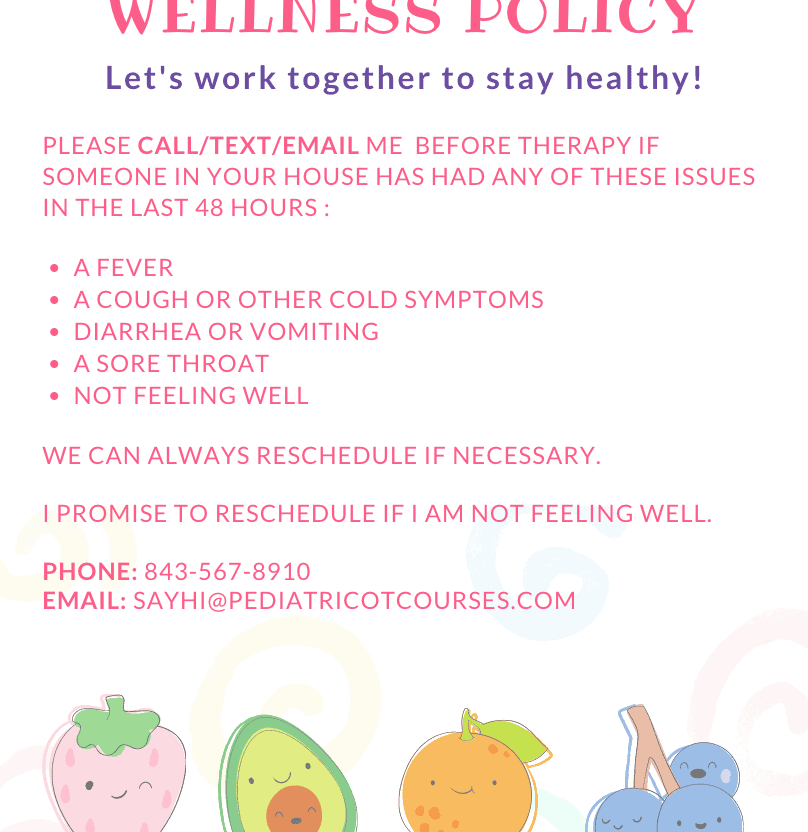 WELLNESS POLICY
Let's work together to stay healthy!
PLEASE CALL/TEXT/EMAIL ME BEFORE THERAPY IF
SOMEONE IN YOUR HOUSE HAS HAD ANY OF THESE ISSUES
IN THE LAST 48 HOURS :
• A FEVER
• A COUGH OR OTHER COLD SYMPTOMS
• DIARRHEA OR VOMITING
• A SORE THROAT
• NOT FEELING WELL
WE CAN ALWAYS RESCHEDULE IF NECESSARY.
I PROMISE TO RESCHEDULE IF I AM NOT FEELING WELL.
PHONE: 843-567-8910
EMAIL: SAYHI@PEDIATRICOTCOURSES.COM